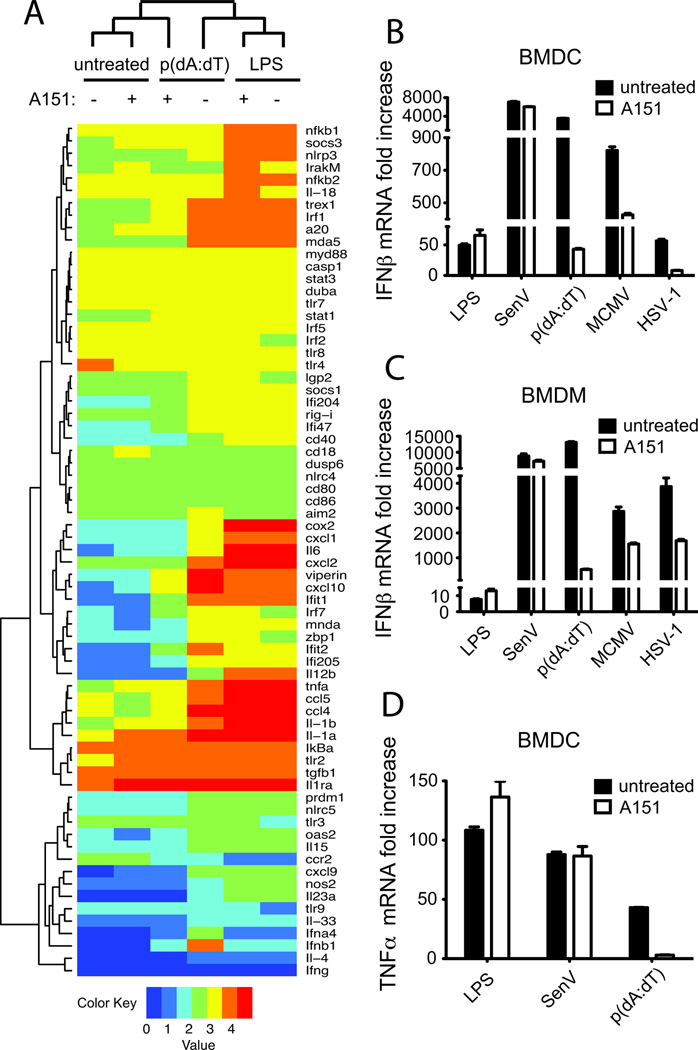 A
untreated p(dA:dT) LPS
A151: - + + - + -
nfkb1
socs3
nlrp3
IrakM
nfkb2
Il-18
trex1
Irf1
a20
mda5
myd88
casp1
stat3
duba
tlr7
stat1
Irf5
Irf2
tlr8
tlr4
lgp2
socs1
Ifi204
rig-i
Ifi47
cd40
cd18
dusp6
nlrc4
cd80
cd86
aim2
cox2
cxcl1
Il6
cxcl2
viperin
cxcl10
Ifit1
Irf7
mnda
zbp1
Ifit2
Ifi205
Il12b
tnfa
ccl5
ccl4
Il-1b
Il-1a
IkBa
tlr2
tgfb1
Il1ra
prdm1
nlrc5
tlr3
oas2
Il15
ccr2
cxcl9
nos2
Il23a
tlr9
Il-33
Ifna4
Ifnb1
Il-4
Ifng
Color Key
0 1 2 3 4
Value
B
BMDC
untreated
A151
IFNβ mRNA fold increase
8000
4000
900
700
500
300
50
0
LPS
SenV
p(dA:dT)
MCMV
HSV-1
C
BMDM
untreated
A151
IFNβ mRNA fold increase
15000
10000
5000
4000
3000
2000
1000
10
0
LPS
SenV
p(dA:dT)
MCMV
HSV-1
D
BMDC
untreated
A151
TNFα mRNA fold increase
150
100
50
0
LPS
SenV
p(dA:dT)